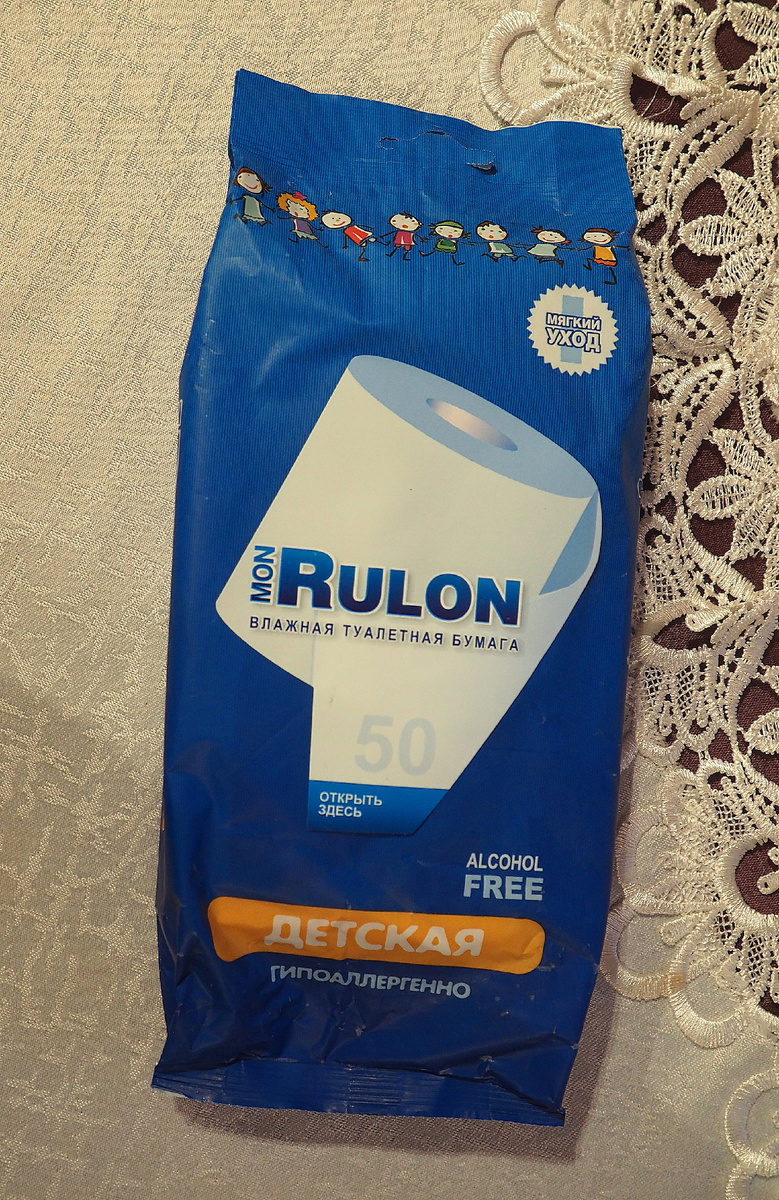 МЯГКИЙ
УХОД
MON
RULON
ВЛАЖНАЯ ТУАЛЕТНАЯ БУМАГА
50
ОТКРЫТЬ
ЗДЕСЬ
ALCOHOL
FREE
ДЕТСКАЯ
ГИПОАЛЛЕРГЕННО